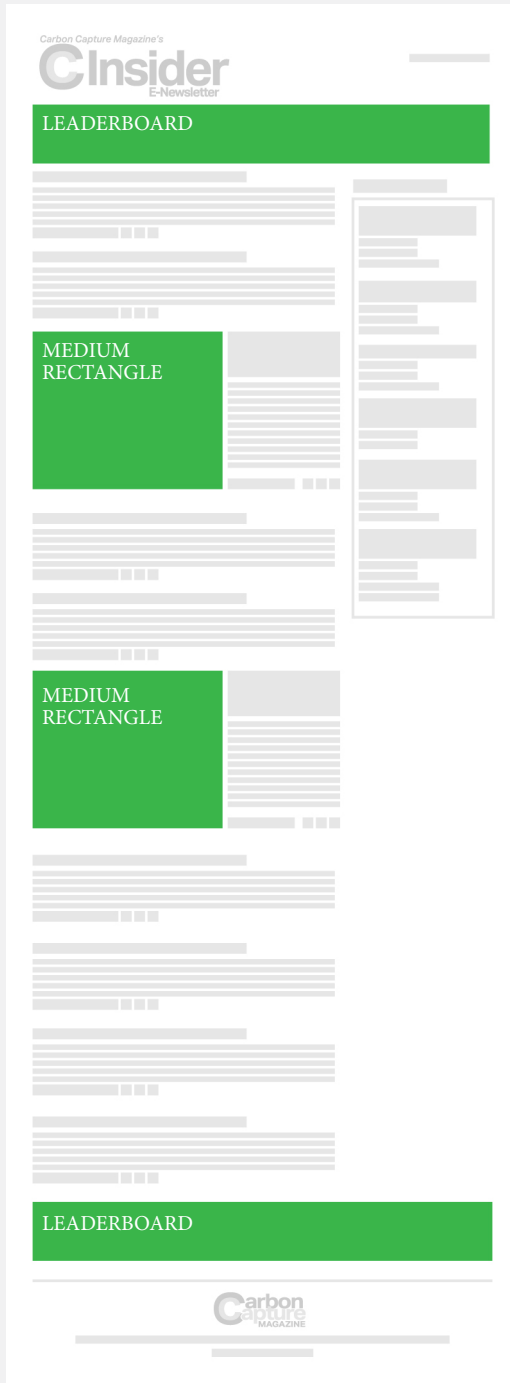 Carbon Capture Magazine's
CInsider
E-Newsletter
LEADERBOARD
MEDIUM
RECTANGLE
MEDIUM
RECTANGLE
LEADERBOARD
Carbon
Capture
MAGAZINE